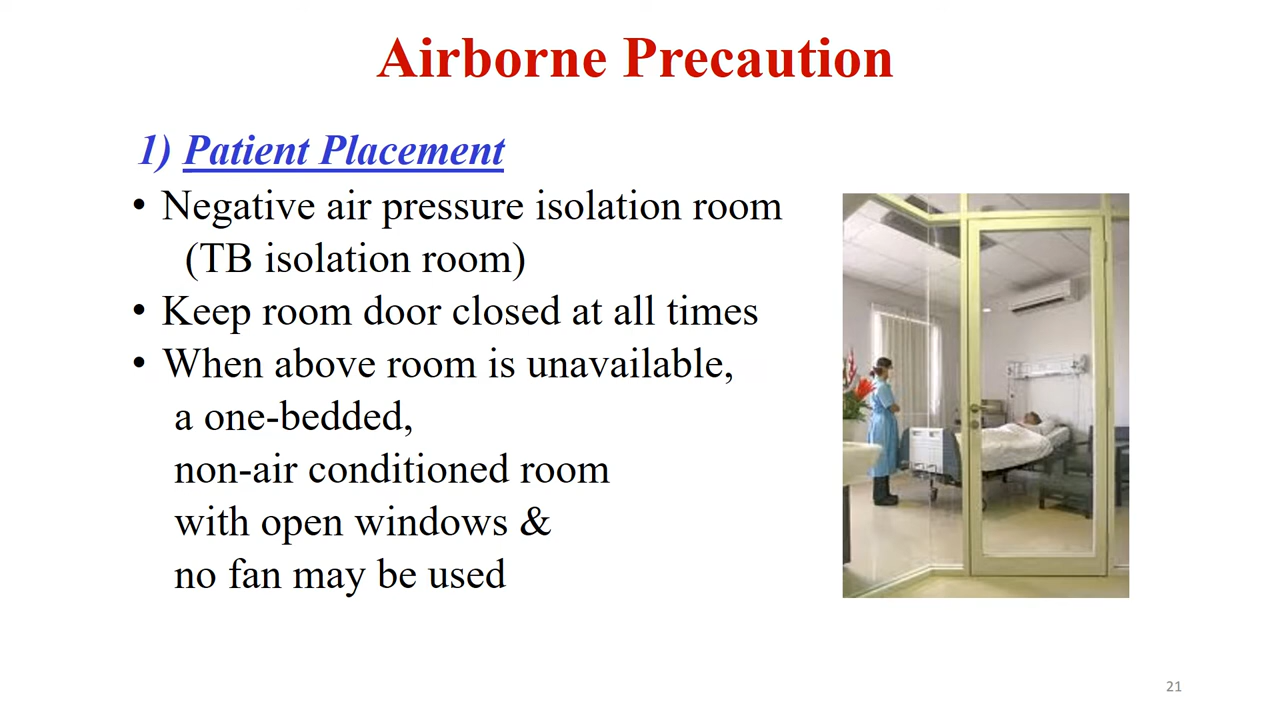 Airborne Precaution
1) Patient Placement
• Negative air pressure isolation room
(TB isolation room)
• Keep room door closed at all times
• When above room is unavailable,
a one-bedded,
non-air conditioned room
with open windows &
no fan may be used
21